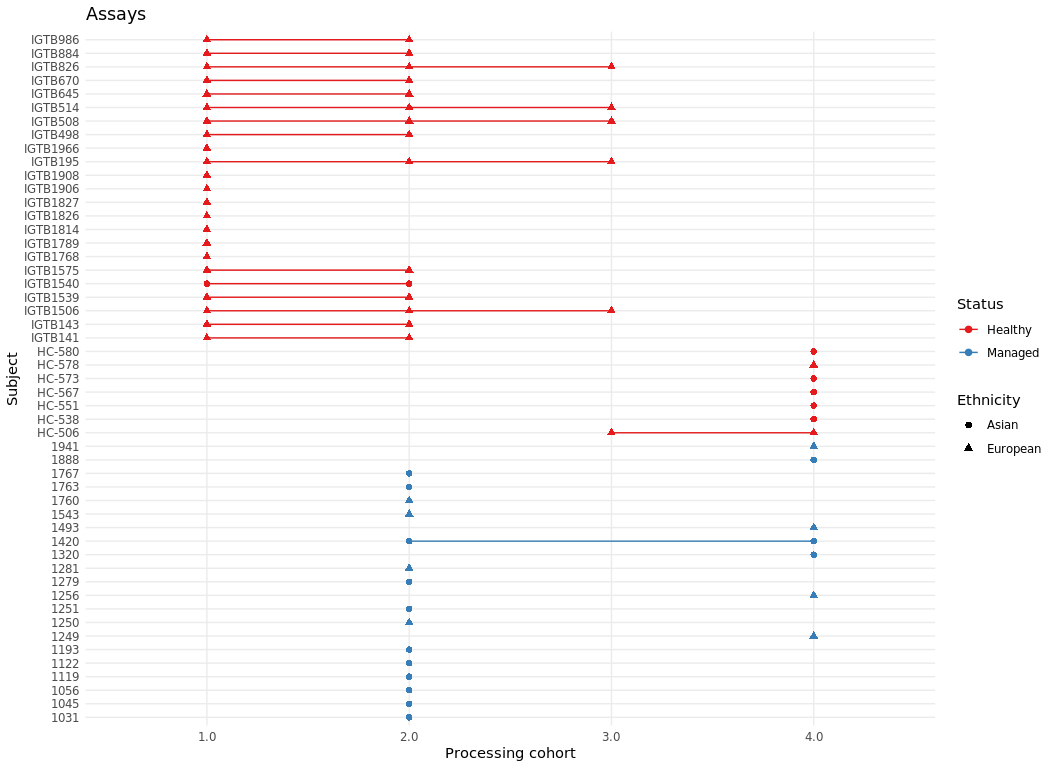 Assays
IGTB986
IGTB884
IGTB826
IGTB670
IGTB645
IGTB514
IGTB508
IGTB498
IGTB1966
IGTB195
IGTB1908
IGTB1906
IGTB1827
IGTB1826
IGTB1814
IGTB1789
IGTB1768
IGTB1575
IGTB1540
IGTB1539
IGTB1506
IGTB143
IGTB141
HC-580
HC-578
HC-573
HC-567
HC-551
HC-538
HC-506
1941
1888
1767
1763
1760
1543
1493
1420
1320
1281
1279
1256
1251
1250
1249
1193
1122
1119
1056
1045
1031
Subject
1.0 2.0 3.0 4.0
Processing cohort
Status
Healthy
Managed
Ethnicity
Asian
European